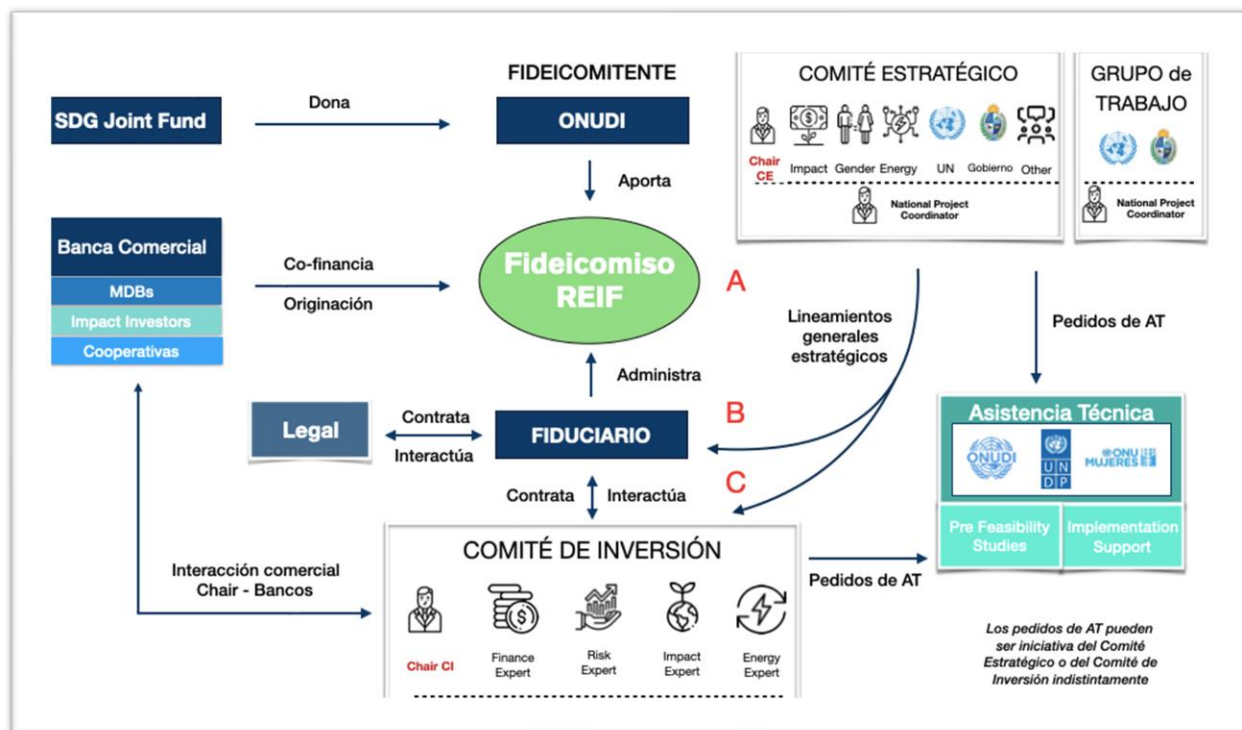 FIDEICOMITENTE
SDG Joint Fund
Dona
ONUDI
Aporta
Banca Comercial
MDBs
Impact Investors
Cooperativas
Co-financia
Originación
Fideicomiso
REIF
Administra
Legal
Contrata
Interactúa
FIDUCIARIO
Contrata
Interactúa
A
B
C
COMITÉ ESTRATÉGICO
Chair
CE
Impact
Gender
Energy
UN
Gobierno
Other
National Project
Coordinator
GRUPO de
TRABAJO
National Project
Coordinator
Lineamientos
generales
estratégicos
Pedidos de AT
Asistencia Técnica
ONUDI
U N
D P
ONU
MUJERES
Pre Feasibility
Studies
Implementation
Support
Interacción comercial
Chair - Bancos
COMITÉ DE INVERSIÓN
Chair CI
Finance
Expert
Risk
Expert
Impact
Expert
Energy
Expert
Pedidos de AT
Los pedidos de AT pueden
ser iniciativa del Comité
Estratégico o del Comité de
Inversión indistintamente